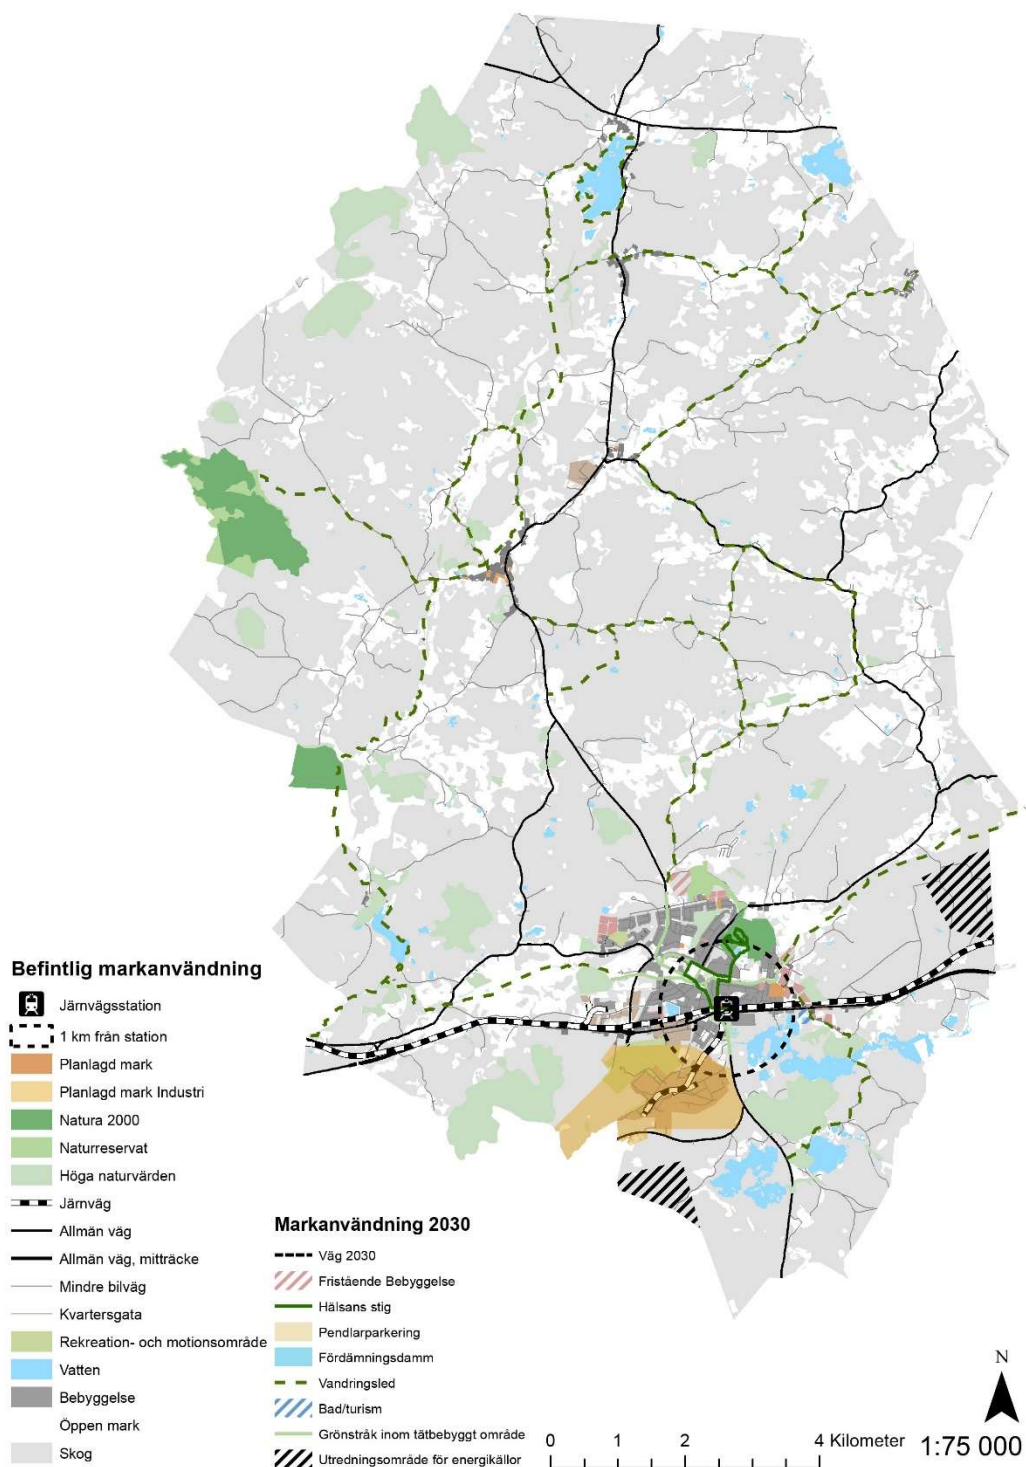 Befintlig markanvändning
Järnvägsstation
1 km från station
Planlagd mark
Planlagd mark Industri
Natura 2000
Naturreservat
Höga naturvärden
Järnväg
Allmän väg
Allmän väg, mitträcke
Mindre bilväg
Kvartersgata
Rekreation- och motionsområde
Vatten
Bebyggelse
Öppen mark
Skog
Markanvändning 2030
Väg 2030
Fristående Bebyggelse
Hälsans stig
Pendlarparkering
Fördämningsdamm
Vandringsled
Bad/turism
Grönstråk inom tätbebyggt område
Utredningsområde för energikällor
N
0 1 2 4 Kilometer 1:75 000